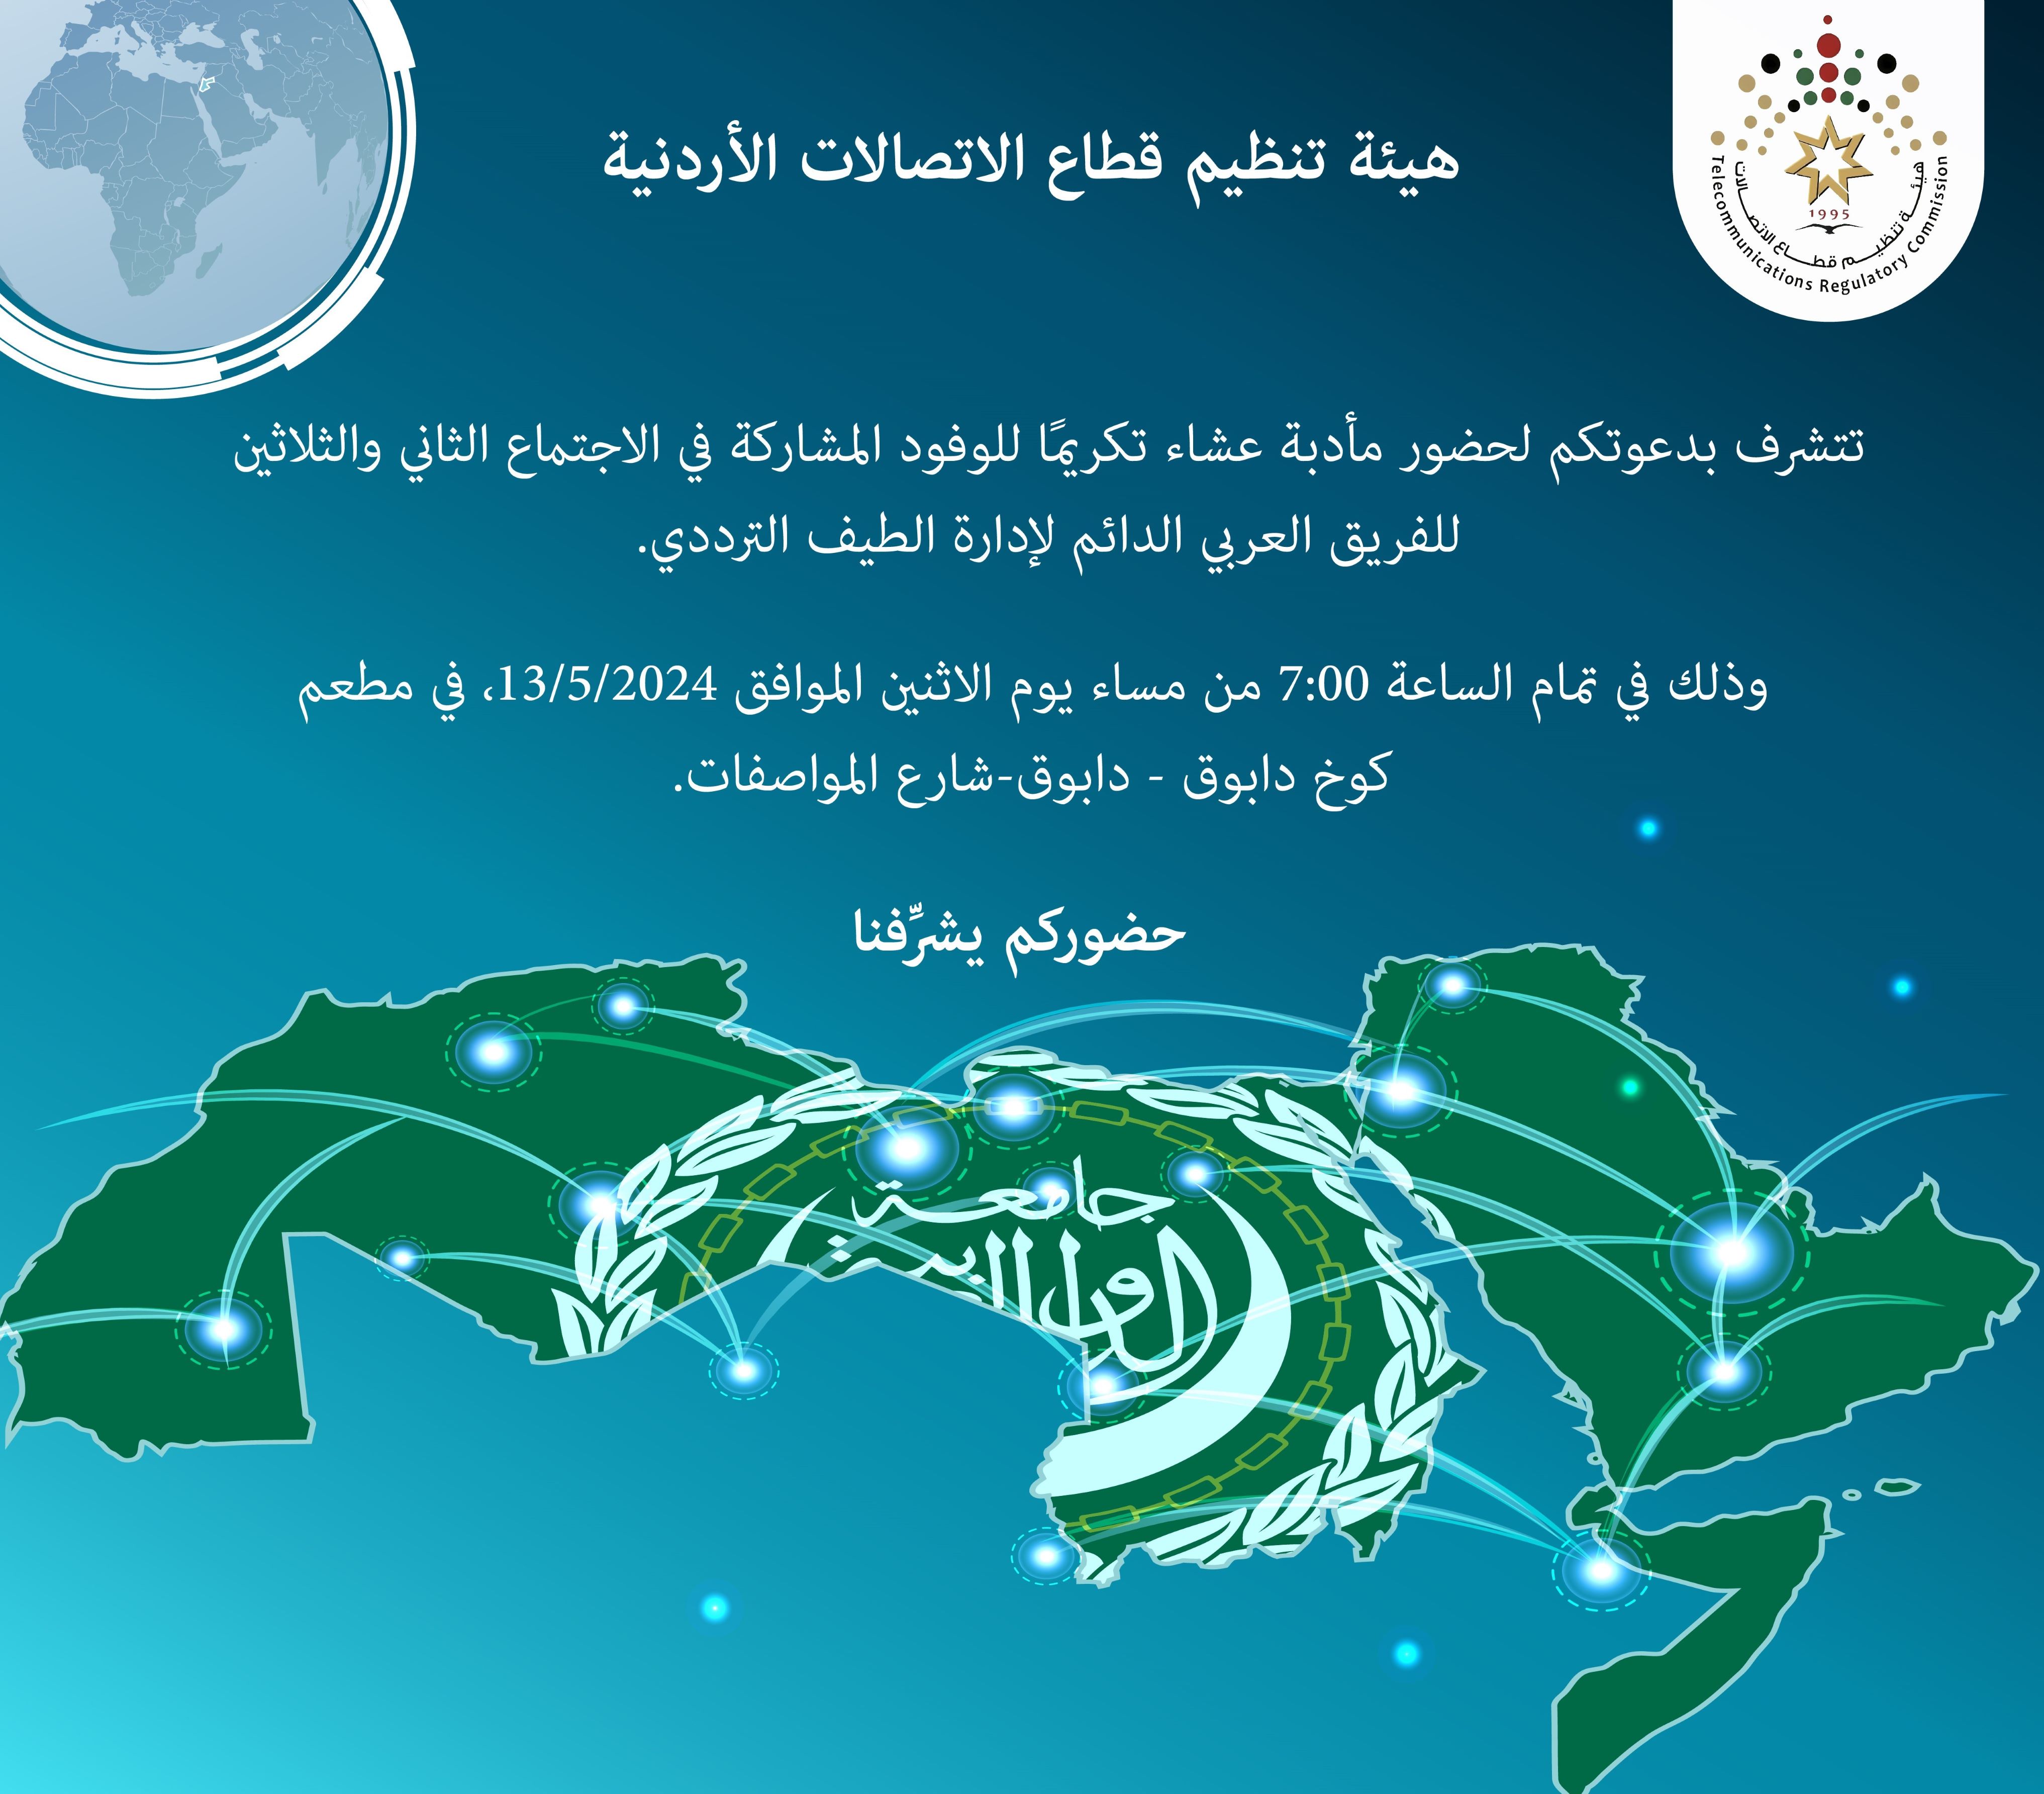 هيئة تنظيم قطاع الاتصالات
Telecommunications Regulatory Commission
1995
هيئة تنظيم قطاع الاتصالات الأردنية
تتشرف بدعوتكم لحضور مأدبة عشاء تكريمًا للوفود المشاركة في الاجتماع الثاني والثلاثين
للفريق العربي الدائم لإدارة الطيف الترددي.
وذلك في تمام الساعة 7:00 من مساء يوم الاثنين الموافق 13/5/2024، في مطعم
كوخ دابوق - دابوق-شارع المواصفات.
حضوركم يشرِّفنا
جامعة
الدول